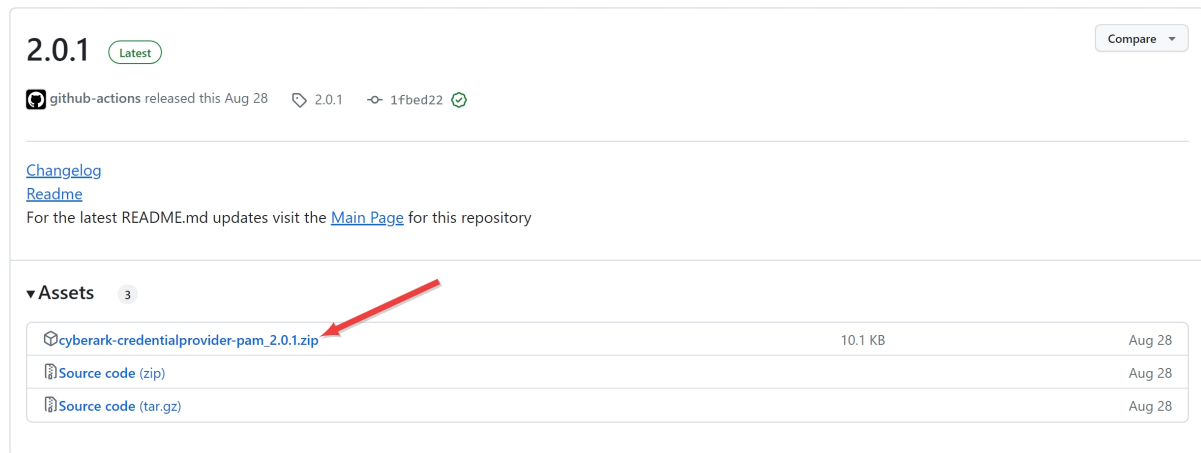 2.0.1 Latest Compare
github-actions released this Aug 28 2.0.1 1fbed22
Changelog
Readme
For the latest README.md updates visit the Main Page for this repository
Assets 3
cyberark-credentialprovider-pam_2.0.1.zip 10.1 KB Aug 28
Source code (zip) Aug 28
Source code (tar.gz) Aug 28